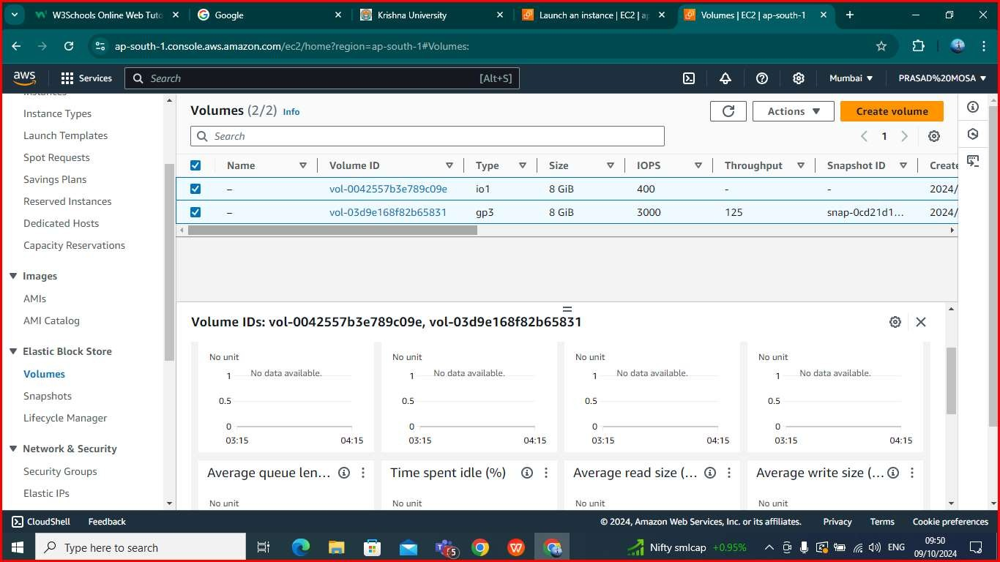 W3Schools Online Web Tuto
Google
Krishna University
Launch an instance | EC2 | ap
Volumes | EC2 | ap-south-1
ap-south-1.console.aws.amazon.com/ec2/home?region=ap-south-1#Volumes:
aws
Services
Search
[Alt+S]
Mumbai
PRASAD%20MOSA
Instances
Instance Types
Launch Templates
Spot Requests
Savings Plans
Reserved Instances
Dedicated Hosts
Capacity Reservations
Images
AMIs
AMI Catalog
Elastic Block Store
Volumes
Snapshots
Lifecycle Manager
Network & Security
Security Groups
Elastic IPs
Volumes (2/2) Info
Actions
Create volume
Search
1
Name Volume ID Type Size IOPS Throughput Snapshot ID Create
– vol-0042557b3e789c09e io1 8 GiB 400 - - 2024/
– vol-03d9e168f82b65831 gp3 8 GiB 3000 125 snap-0cd21d1... 2024/
Volume IDs: vol-0042557b3e789c09e, vol-03d9e168f82b65831
No unit No unit No unit No unit
1 No data available. 1 No data available. 1 No data available. 1 No data available.
0.5 0.5 0.5 0.5
0 0 0 0
03:15 04:15 03:15 04:15 03:15 04:15 03:15 04:15
Average queue len... Time spent idle (%) Average read size (... Average write size (...
No unit No unit No unit No unit
CloudShell Feedback © 2024, Amazon Web Services, Inc. or its affiliates. Privacy Terms Cookie preferences
Type here to search
5
Nifty smlcap +0.95%
ENG
09:50
09/10/2024